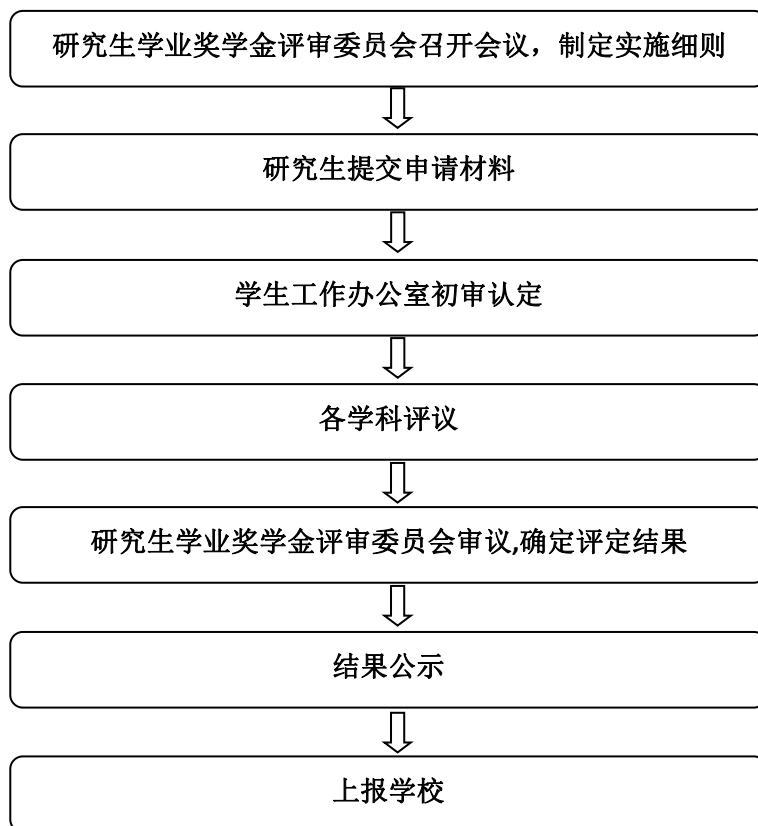 研究生学业奖学金评审委员会召开会议，制定实施细则
研究生提交申请材料
学生工作办公室初审认定
各学科评议
研究生学业奖学金评审委员会审议,确定评定结果
结果公示
上报学校